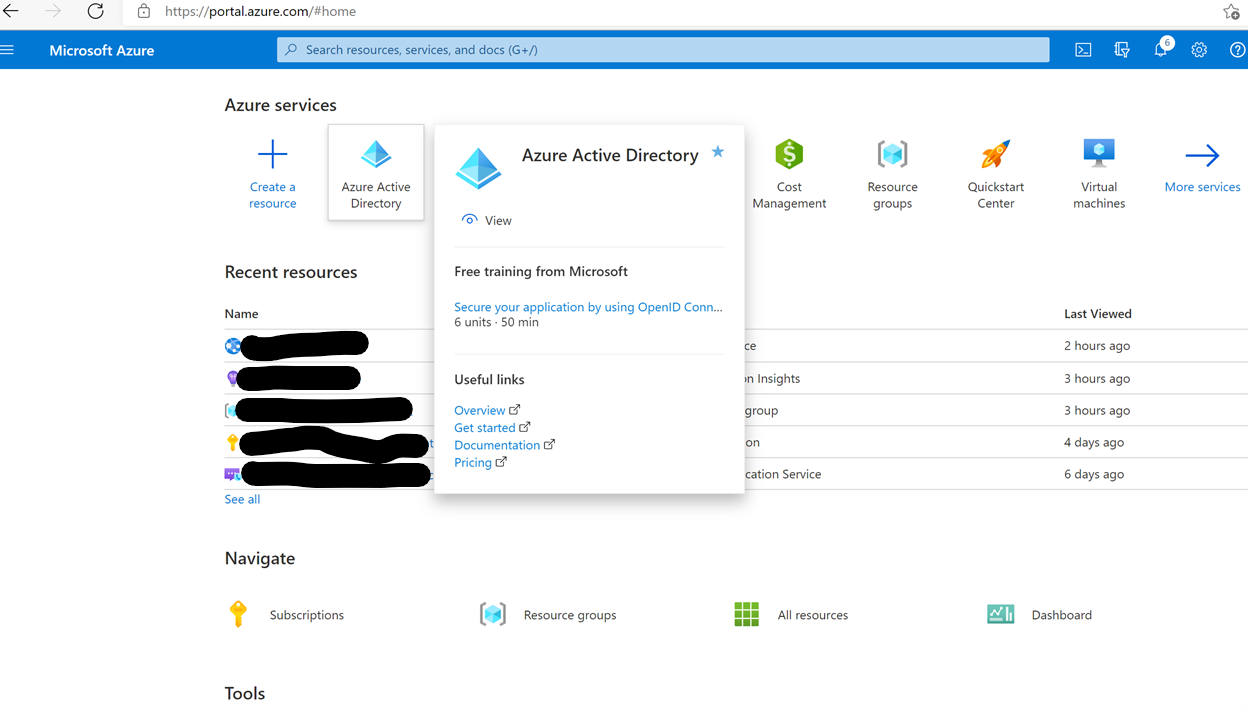 https://portal.azure.com/#home
Microsoft Azure
Search resources, services, and docs (G+/)
6
Azure services
Create a
resource
Azure Active
Directory
Azure Active Directory
View
Free training from Microsoft
Secure your application by using OpenID Conn...
6 units · 50 min
Useful links
Overview
Get started
Documentation
Pricing
Cost
Management
Resource
groups
Quickstart
Center
Virtual
machines
More services
Recent resources
Name
Last Viewed
ce
2 hours ago
on Insights
3 hours ago
group
3 hours ago
on
4 days ago
cation Service
6 days ago
See all
Navigate
Subscriptions
Resource groups
All resources
Dashboard
Tools